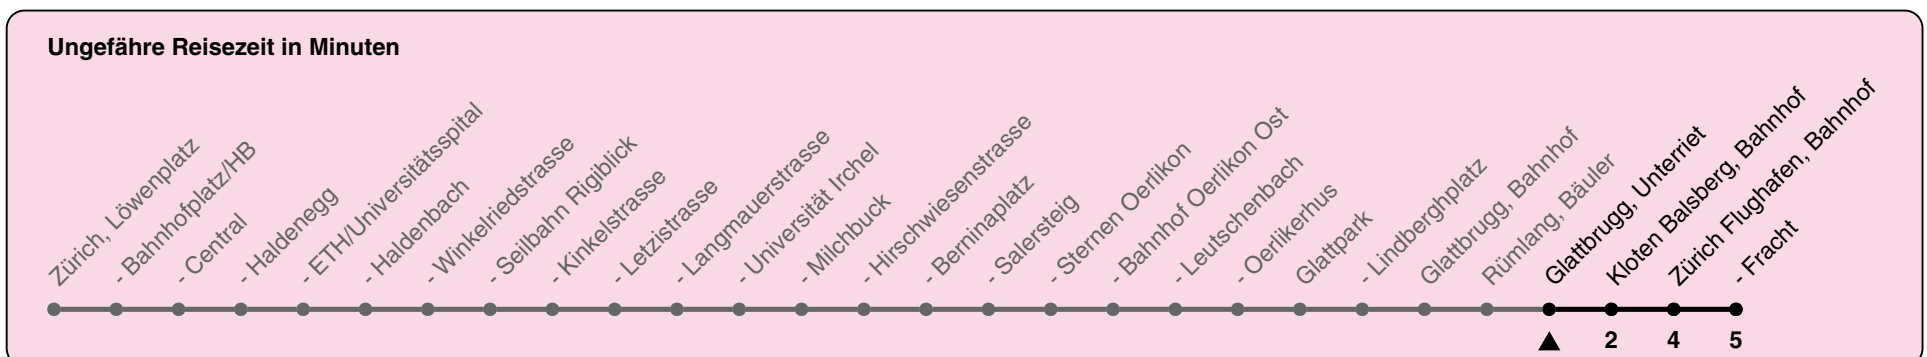 Ungefähre Reisezeit in Minuten
Zürich, Löwenplatz
- Bahnhofplatz/HB
- Central
- Haldenegg
- ETH/Universitätsspital
- Haldenbach
- Winkelriedstrasse
- Seilbahn Rigiblick
- Kinkelstrasse
- Letzistrasse
- Langmauerstrasse
- Universität Irchel
- Milchbuck
- Hirschwiesenstrasse
- Berninaplatz
- Salersteig
- Sternen Oerlikon
- Bahnhof Oerlikon Ost
- Leutschenbach
- Oerlikerhus
Glattpark
- Lindberghplatz
Glattbrugg, Bahnhof
Rümlang, Bäuler
Glattbrugg, Unterriet
Kloten Balsberg, Bahnhof
Zürich Flughafen, Bahnhof
- Fracht
2 4 5